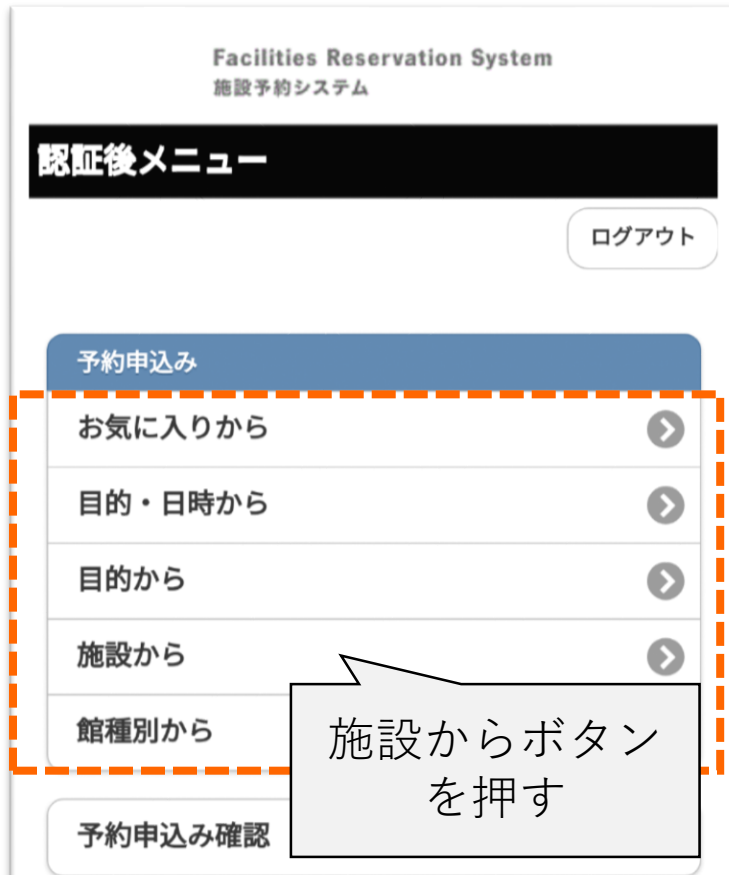 Facilities Reservation System
施設予約システム
認証後メニュー
ログアウト
予約申込み
お気に入りから
目的・日時から
目的から
施設から
館種別から
施設からボタン
を押す
予約申込み確認